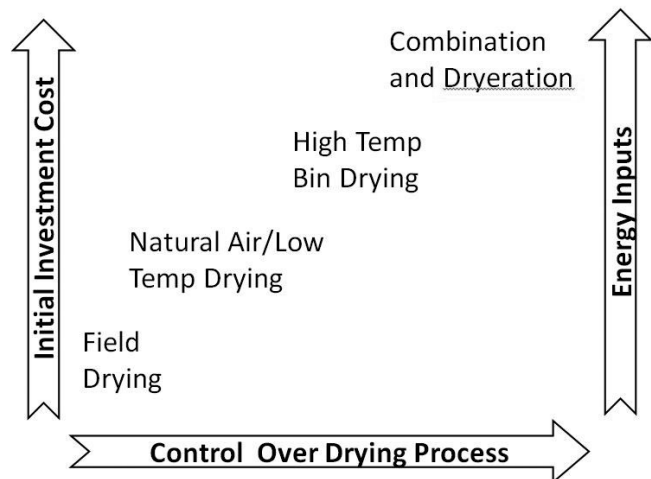 Combination
and Dryeration
High Temp
Bin Drying
Natural Air/Low
Temp Drying
Field
Drying
Initial Investment Cost
Energy Inputs
Control  Over Drying Process